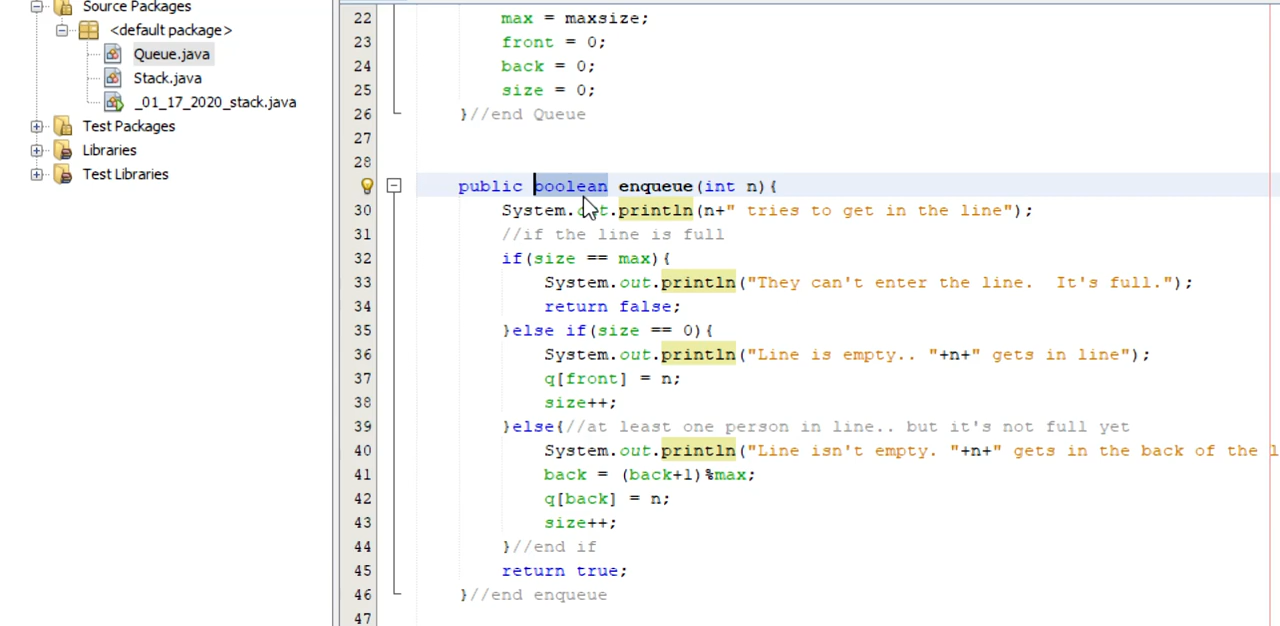 Source Packages
<default package>
Queue.java
Stack.java
_01_17_2020_stack.java
Test Packages
Libraries
Test Libraries
22 max = maxsize;
23 front = 0;
24 back = 0;
25 size = 0;
26 }//end Queue
27
28
public boolean enqueue(int n){
30 System.out.println(n+" tries to get in the line");
31 //if the line is full
32 if(size == max){
33 System.out.println("They can't enter the line.  It's full.");
34 return false;
35 }else if(size == 0){
36 System.out.println("Line is empty.. "+n+" gets in line");
37 q[front] = n;
38 size++;
39 }else{//at least one person in line.. but it's not full yet
40 System.out.println("Line isn't empty. "+n+" gets in the back of the l
41 back = (back+1)%max;
42 q[back] = n;
43 size++;
44 }//end if
45 return true;
46 }//end enqueue
47